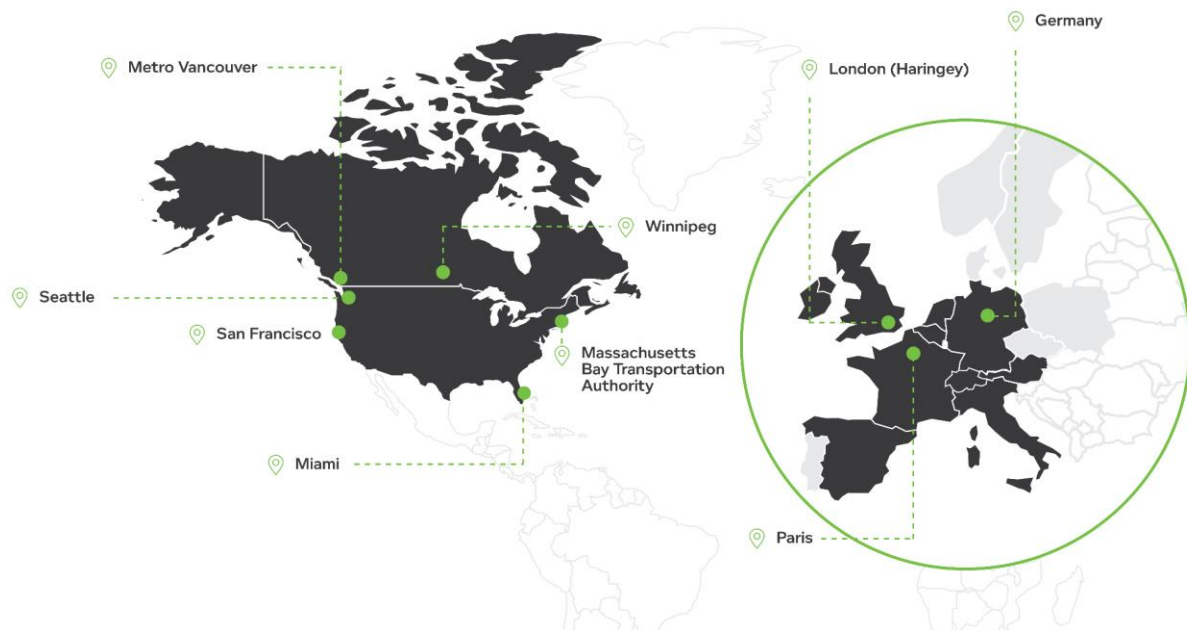 Germany
Metro Vancouver
London (Haringey)
Winnipeg
Seattle
San Francisco
Massachusetts
Bay Transportation
Authority
Miami
Paris